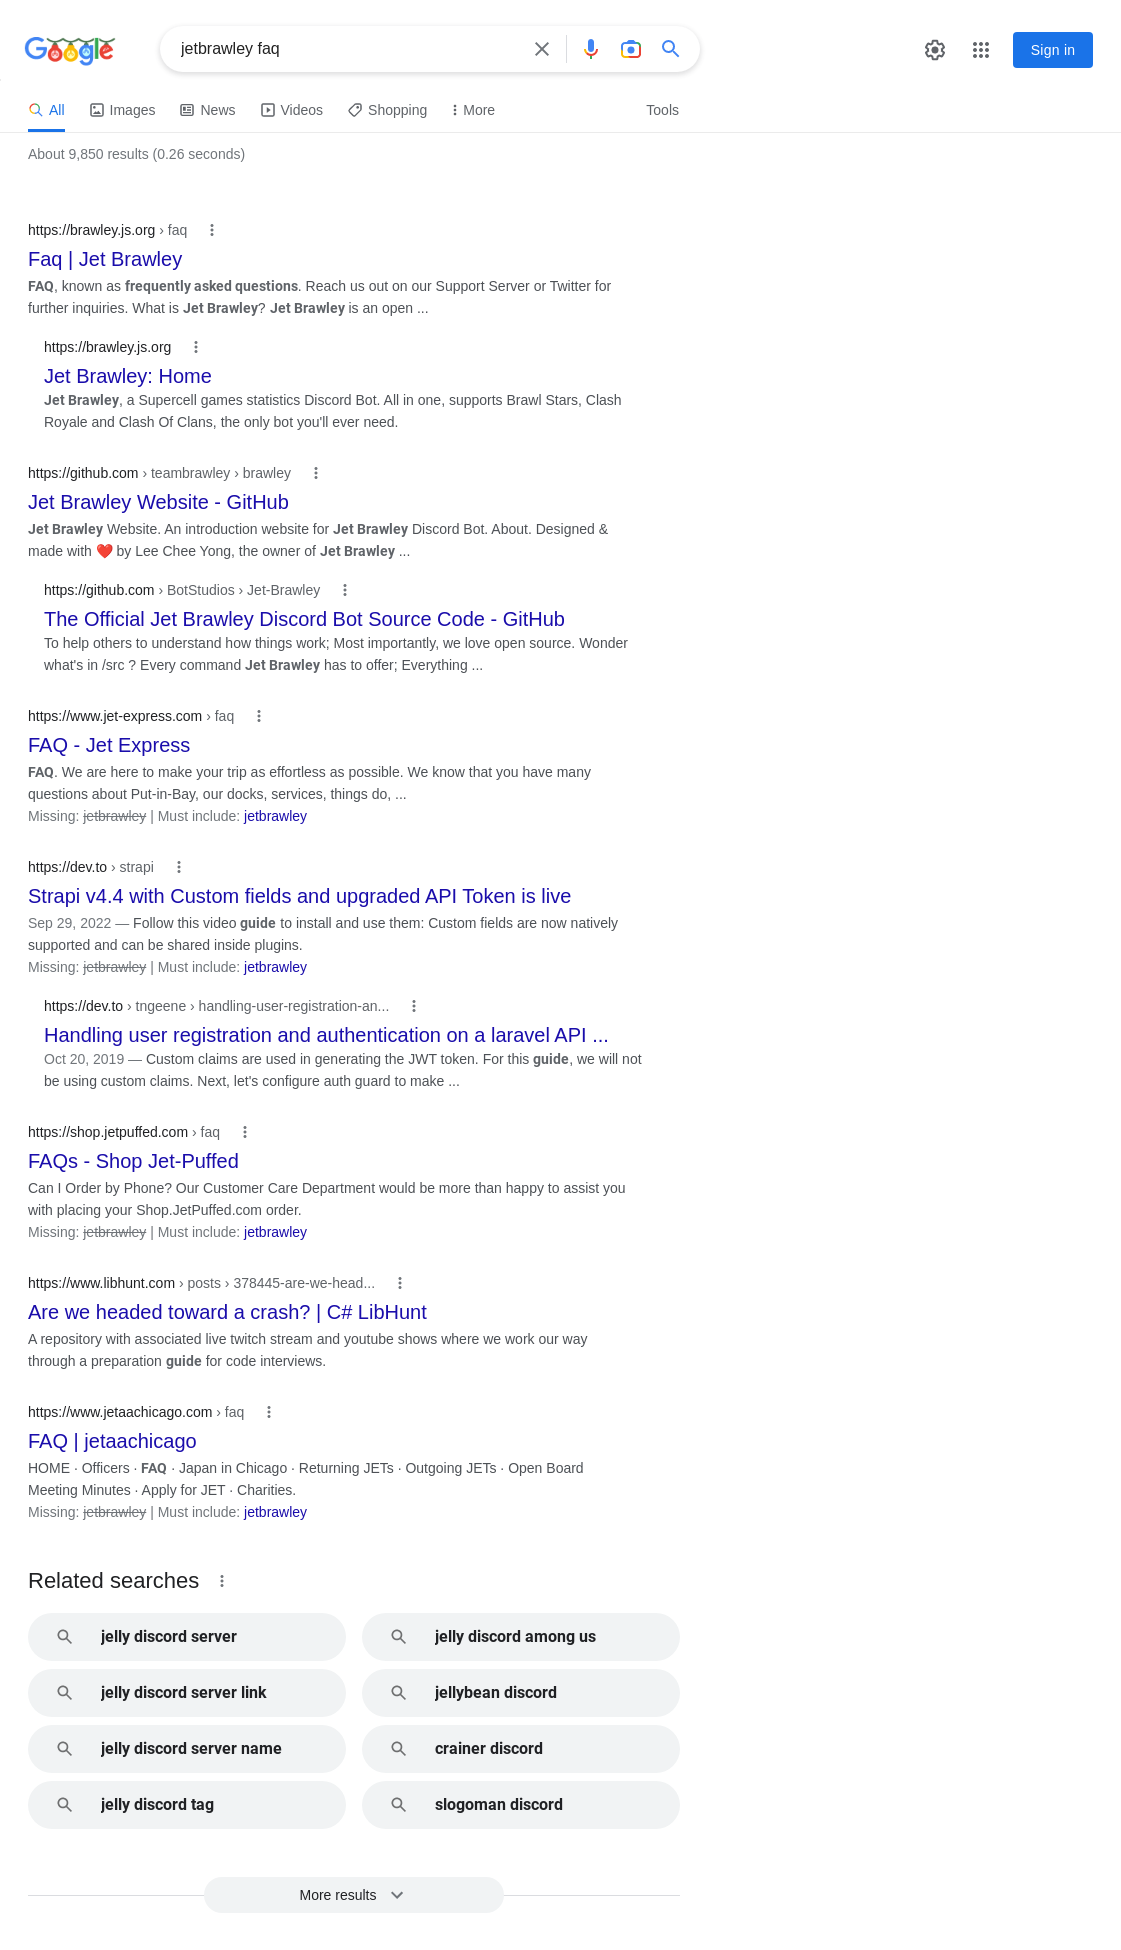 Google
jetbrawley faq
Sign in
All
Images
News
Videos
Shopping
More
Tools
About 9,850 results (0.26 seconds)
https://brawley.js.org › faq
Faq | Jet Brawley
FAQ, known as frequently asked questions. Reach us out on our Support Server or Twitter for
further inquiries. What is Jet Brawley? Jet Brawley is an open ...
https://brawley.js.org
Jet Brawley: Home
Jet Brawley, a Supercell games statistics Discord Bot. All in one, supports Brawl Stars, Clash
Royale and Clash Of Clans, the only bot you'll ever need.
https://github.com › teambrawley › brawley
Jet Brawley Website - GitHub
Jet Brawley Website. An introduction website for Jet Brawley Discord Bot. About. Designed &
made with ❤️ by Lee Chee Yong, the owner of Jet Brawley ...
https://github.com › BotStudios › Jet-Brawley
The Official Jet Brawley Discord Bot Source Code - GitHub
To help others to understand how things work; Most importantly, we love open source. Wonder
what's in /src ? Every command Jet Brawley has to offer; Everything ...
https://www.jet-express.com › faq
FAQ - Jet Express
FAQ. We are here to make your trip as effortless as possible. We know that you have many
questions about Put-in-Bay, our docks, services, things do, ...
Missing: jetbrawley | Must include: jetbrawley
https://dev.to › strapi
Strapi v4.4 with Custom fields and upgraded API Token is live
Sep 29, 2022 — Follow this video guide to install and use them: Custom fields are now natively
supported and can be shared inside plugins.
Missing: jetbrawley | Must include: jetbrawley
https://dev.to › tngeene › handling-user-registration-an...
Handling user registration and authentication on a laravel API ...
Oct 20, 2019 — Custom claims are used in generating the JWT token. For this guide, we will not
be using custom claims. Next, let's configure auth guard to make ...
https://shop.jetpuffed.com › faq
FAQs - Shop Jet-Puffed
Can I Order by Phone? Our Customer Care Department would be more than happy to assist you
with placing your Shop.JetPuffed.com order.
Missing: jetbrawley | Must include: jetbrawley
https://www.libhunt.com › posts › 378445-are-we-head...
Are we headed toward a crash? | C# LibHunt
A repository with associated live twitch stream and youtube shows where we work our way
through a preparation guide for code interviews.
https://www.jetaachicago.com › faq
FAQ | jetaachicago
HOME · Officers · FAQ · Japan in Chicago · Returning JETs · Outgoing JETs · Open Board
Meeting Minutes · Apply for JET · Charities.
Missing: jetbrawley | Must include: jetbrawley
Related searches
jelly discord server
jelly discord among us
jelly discord server link
jellybean discord
jelly discord server name
crainer discord
jelly discord tag
slogoman discord
More results